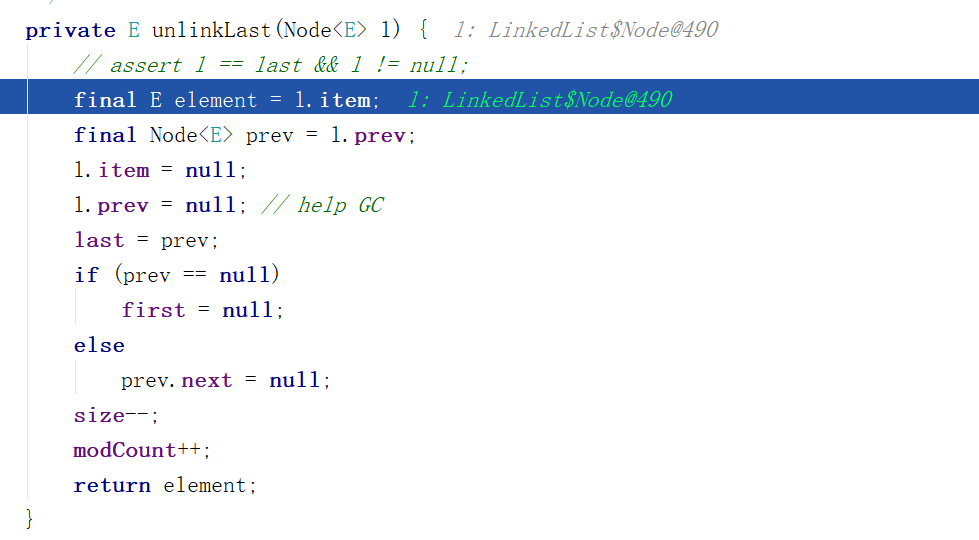 private E unlinkLast(Node<E> l) {  l: LinkedList$Node@490
// assert l == last && l != null;
final E element = l.item;  l: LinkedList$Node@490
final Node<E> prev = l.prev;
l.item = null;
l.prev = null; // help GC
last = prev;
if (prev == null)
first = null;
else
prev.next = null;
size--;
modCount++;
return element;
}